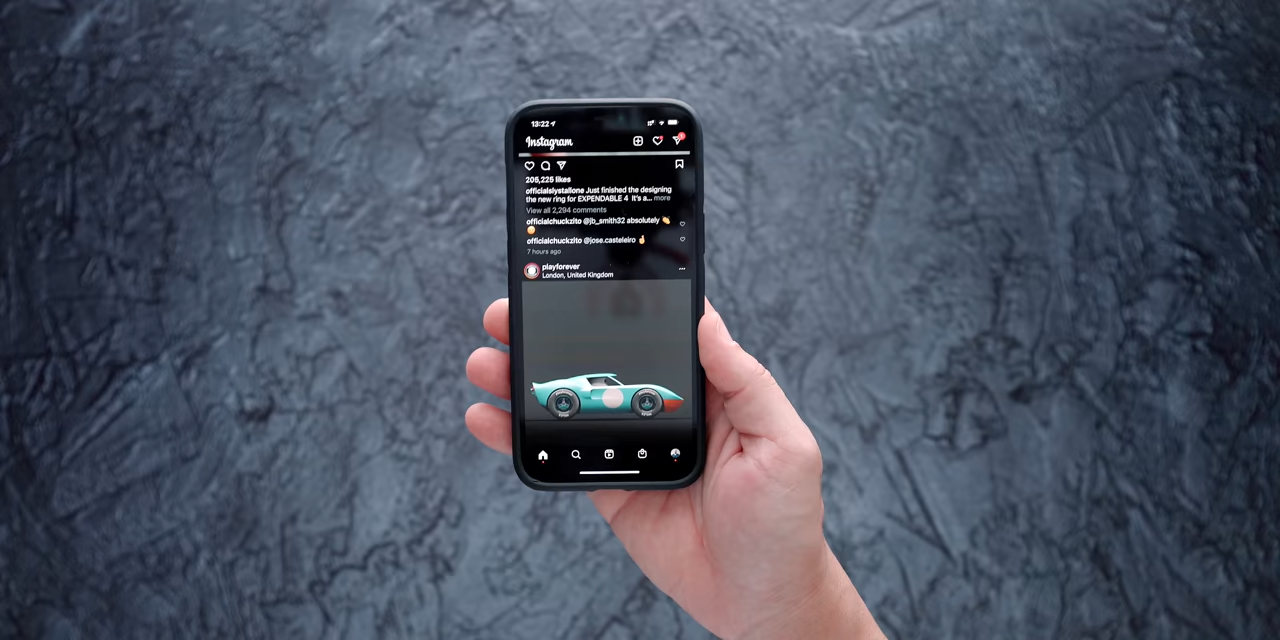 13:22
Instagram
205,225 likes
officialslystallone Just finished the designing
the new ring for EXPENDABLE 4 It's a... more
View all 2,294 comments
officialchuckzito @jb_smith32 absolutely 👏
😊
officialchuckzito @jose.casteleiro 🤞
7 hours ago
playforever
London, United Kingdom